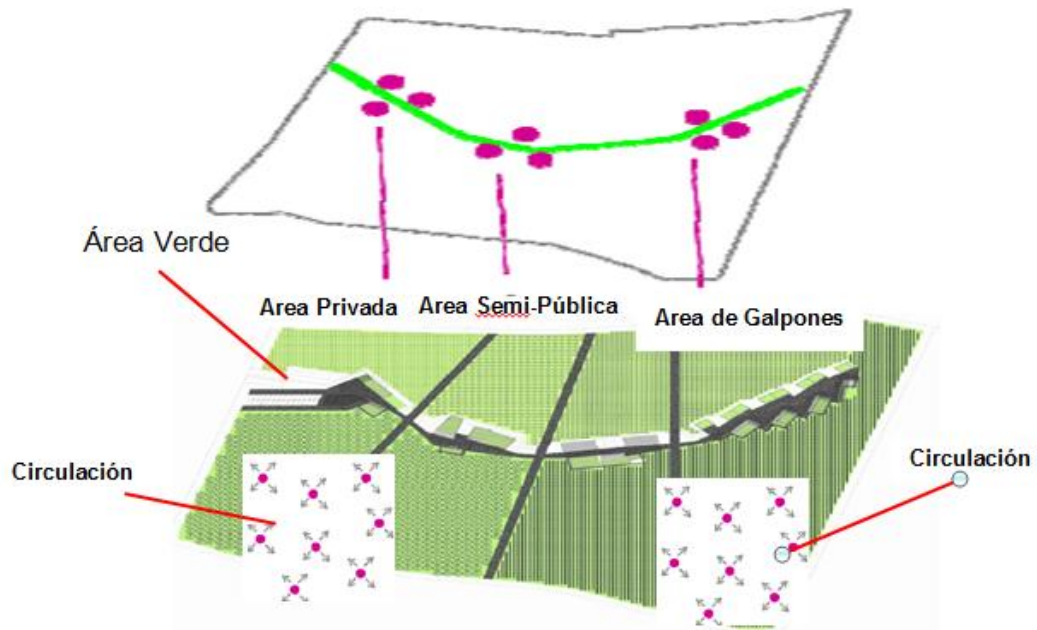 Área Verde
Area Privada
Area Semi-Pública
Area de Galpones
Circulación
Circulación